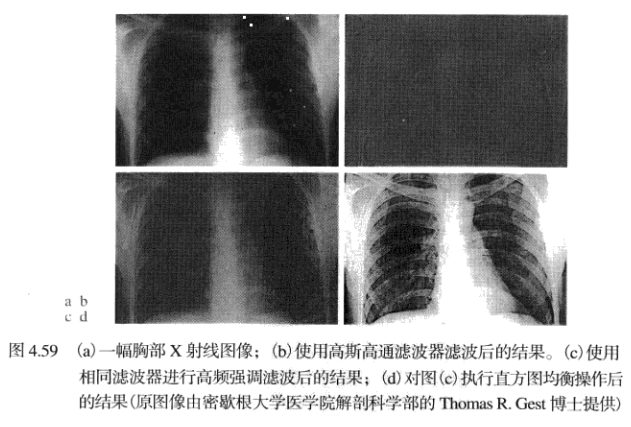 a b
c d
图 4.59 (a)一幅胸部 X 射线图像；(b)使用高斯高通滤波器滤波后的结果。(c)使用
相同滤波器进行高频强调滤波后的结果；(d)对图(c)执行直方图均衡操作后
的结果(原图像由密歇根大学医学院解剖科学部的 Thomas R. Gest 博士提供)